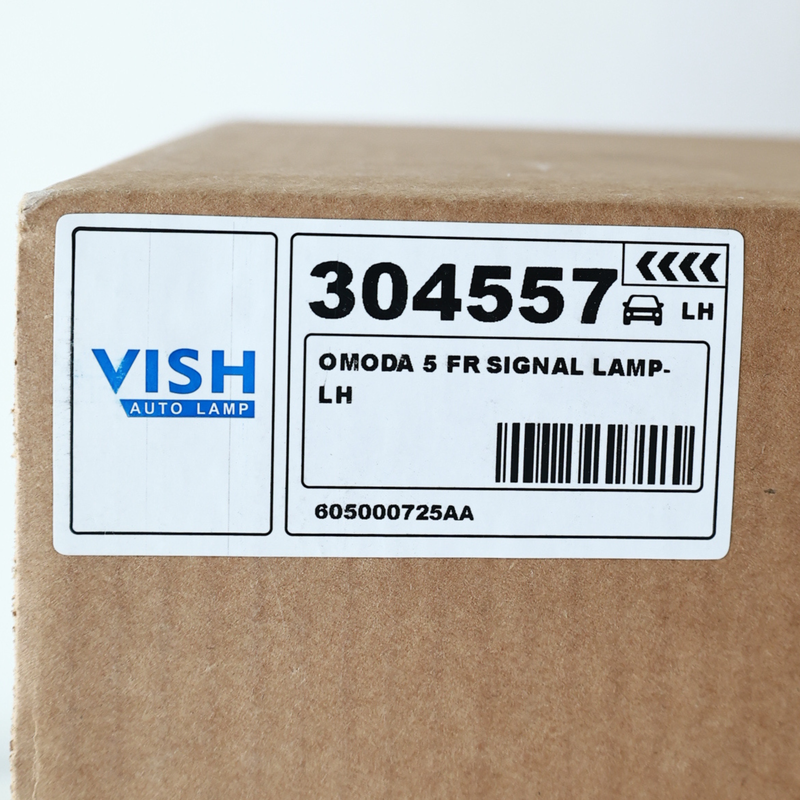 VISH
AUTO LAMP
304557
LH
OMODA 5 FR SIGNAL LAMP-
LH
605000725AA